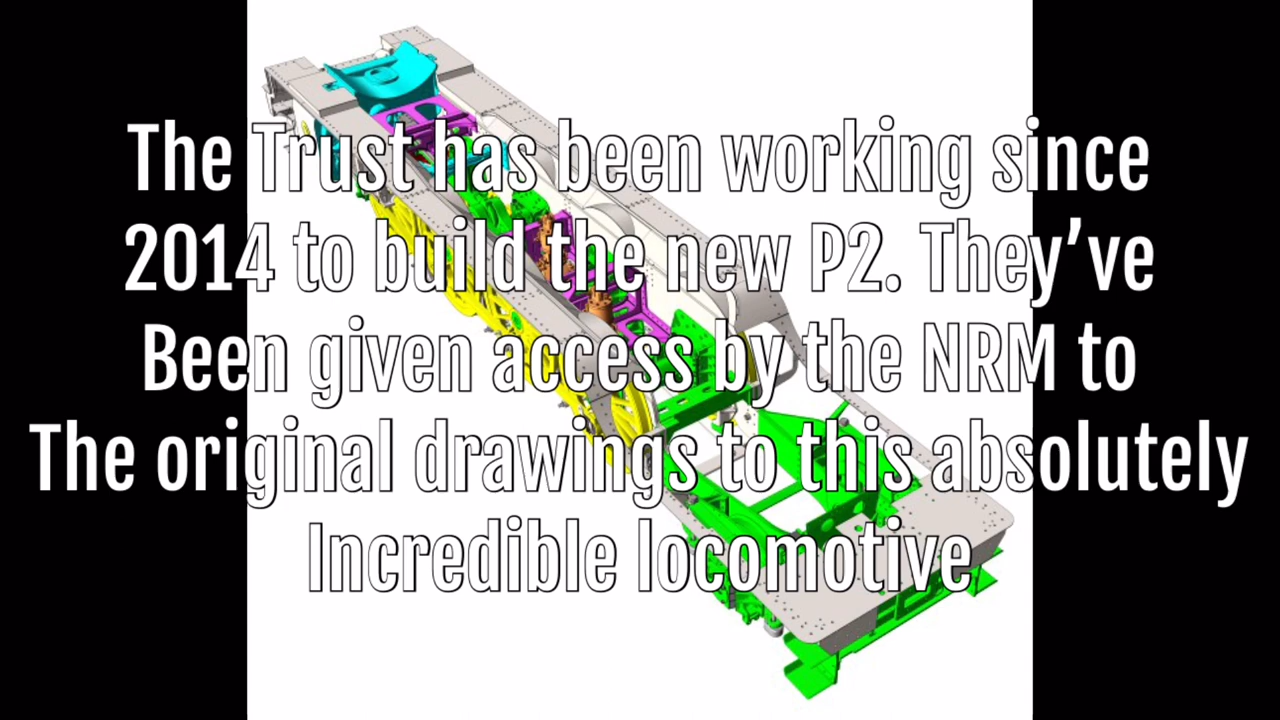 The Trust has been working since
2014 to build the new P2. They’ve
Been given access by the NRM to
The original drawings to this absolutely
Incredible locomotive